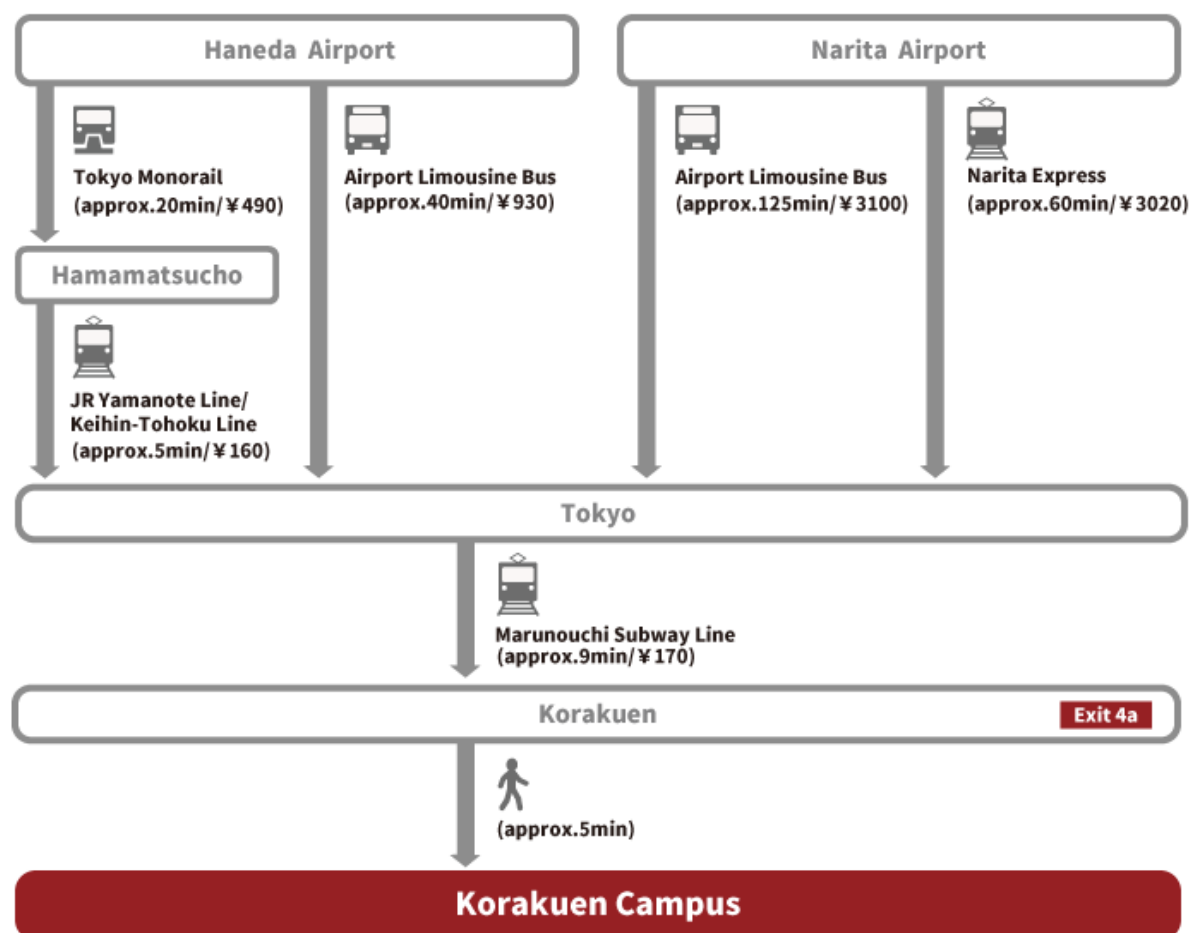 Haneda Airport
Narita Airport
Tokyo Monorail
(approx.20min/¥490)
Airport Limousine Bus
(approx.40min/¥930)
Airport Limousine Bus
(approx.125min/¥3100)
Narita Express
(approx.60min/¥3020)
Hamamatsucho
JR Yamanote Line/
Keihin-Tohoku Line
(approx.5min/¥160)
Tokyo
Marunouchi Subway Line
(approx.9min/¥170)
Korakuen
Exit 4a
(approx.5min)
Korakuen Campus